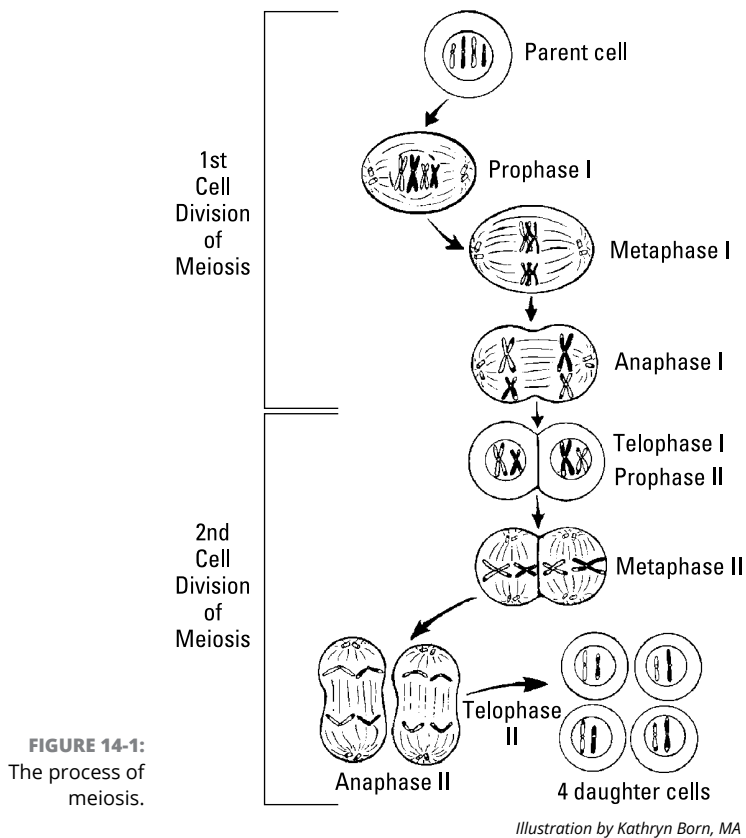 Parent cell
1st
Cell
Division
of
Meiosis
Prophase I
Metaphase I
Anaphase I
Telophase I
Prophase II
2nd
Cell
Division
of
Meiosis
Metaphase II
Anaphase II
Telophase
II
4 daughter cells
FIGURE 14-1:
The process of
meiosis.
Illustration by Kathryn Born, MA